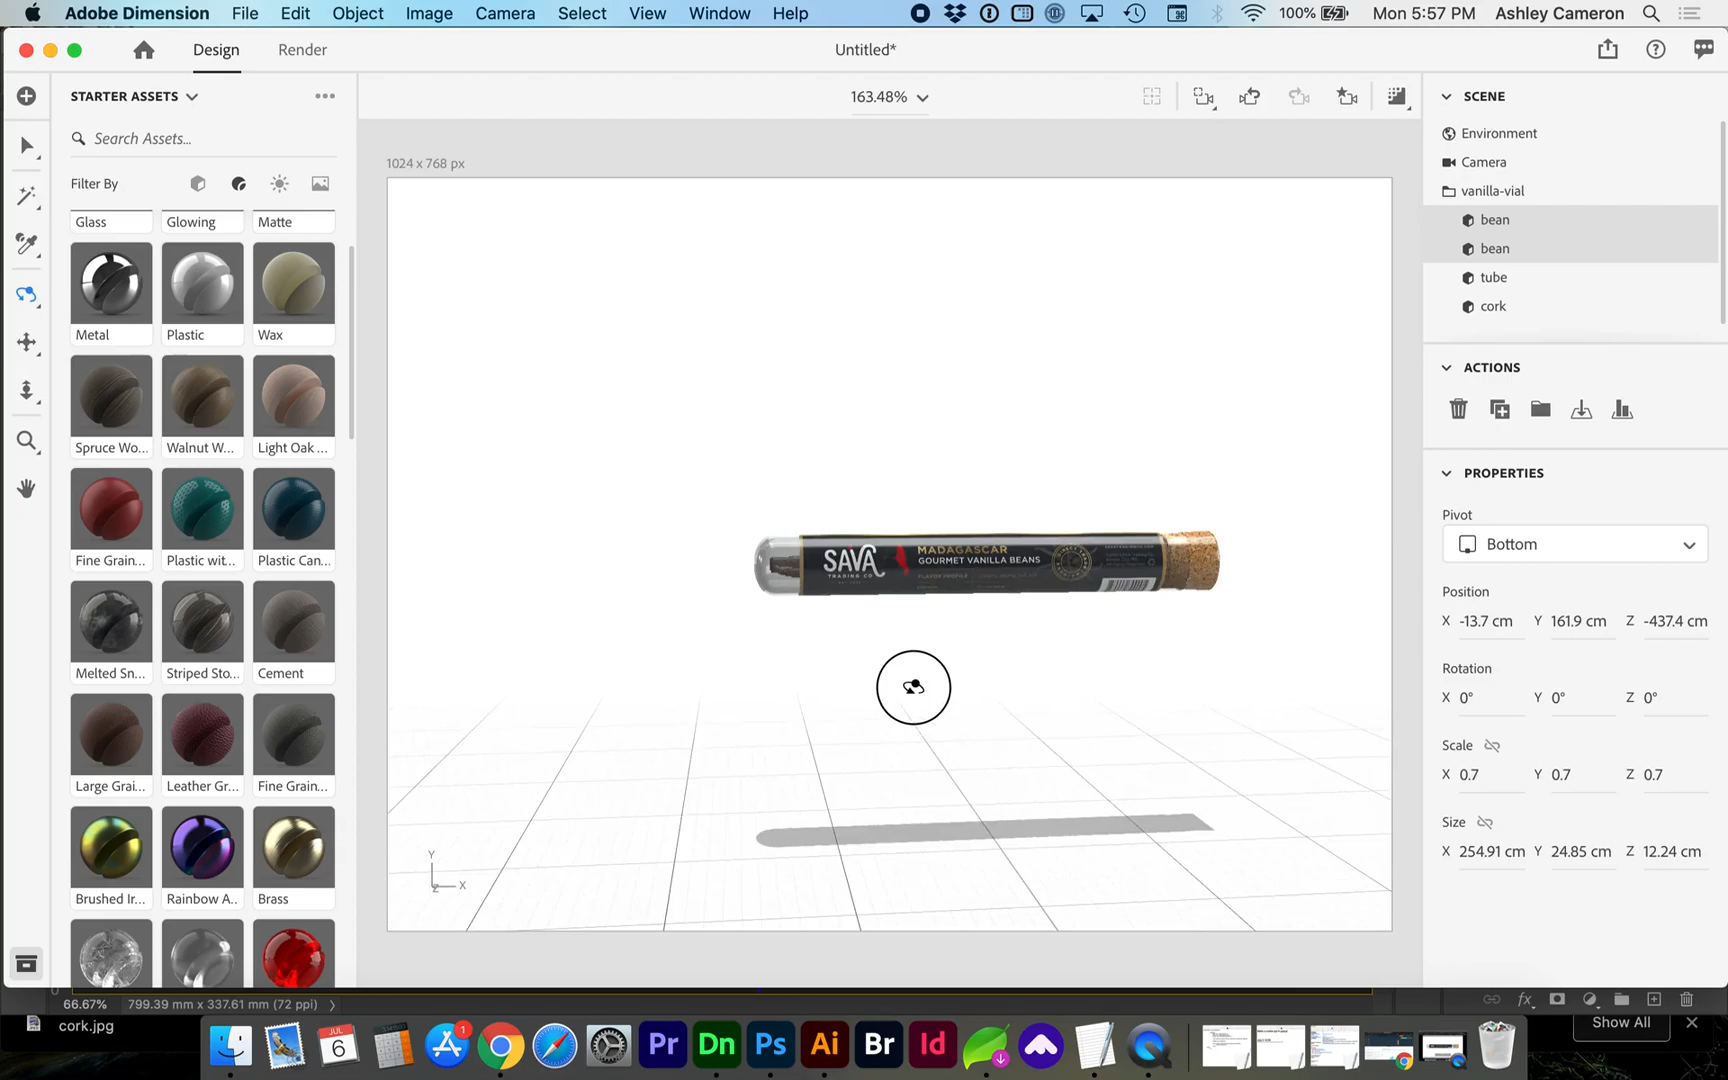 Adobe Dimension File Edit Object Image Camera Select View Window Help 100% Mon 5:57 PM Ashley Cameron
Design Render Untitled*
STARTER ASSETS
Search Assets...
Filter By
Glass Glowing Matte
Metal Plastic Wax
Spruce Wo... Walnut W... Light Oak ...
Fine Grain... Plastic wit... Plastic Can...
Melted Sn... Striped Sto... Cement
Large Grai... Leather Gr... Fine Grain...
Brushed Ir... Rainbow A.. Brass
163.48%
1024 x 768 px
SAVA
TRADING CO
MADAGASCAR
GOURMET VANILLA BEANS
FLAVOR PROFILE
Y
Z X
SCENE
Environment
Camera
vanilla-vial
bean
bean
tube
cork
ACTIONS
PROPERTIES
Pivot
Bottom
Position
X -13.7 cm Y 161.9 cm Z -437.4 cm
Rotation
X 0° Y 0° Z 0°
Scale
X 0.7 Y 0.7 Z 0.7
Size
X 254.91 cm Y 24.85 cm Z 12.24 cm
66.67% 799.39 mm x 337.61 mm (72 ppi)
fx
cork.jpg
Show All
JUL
6
1
Pr Dn Ps Ai Br Id